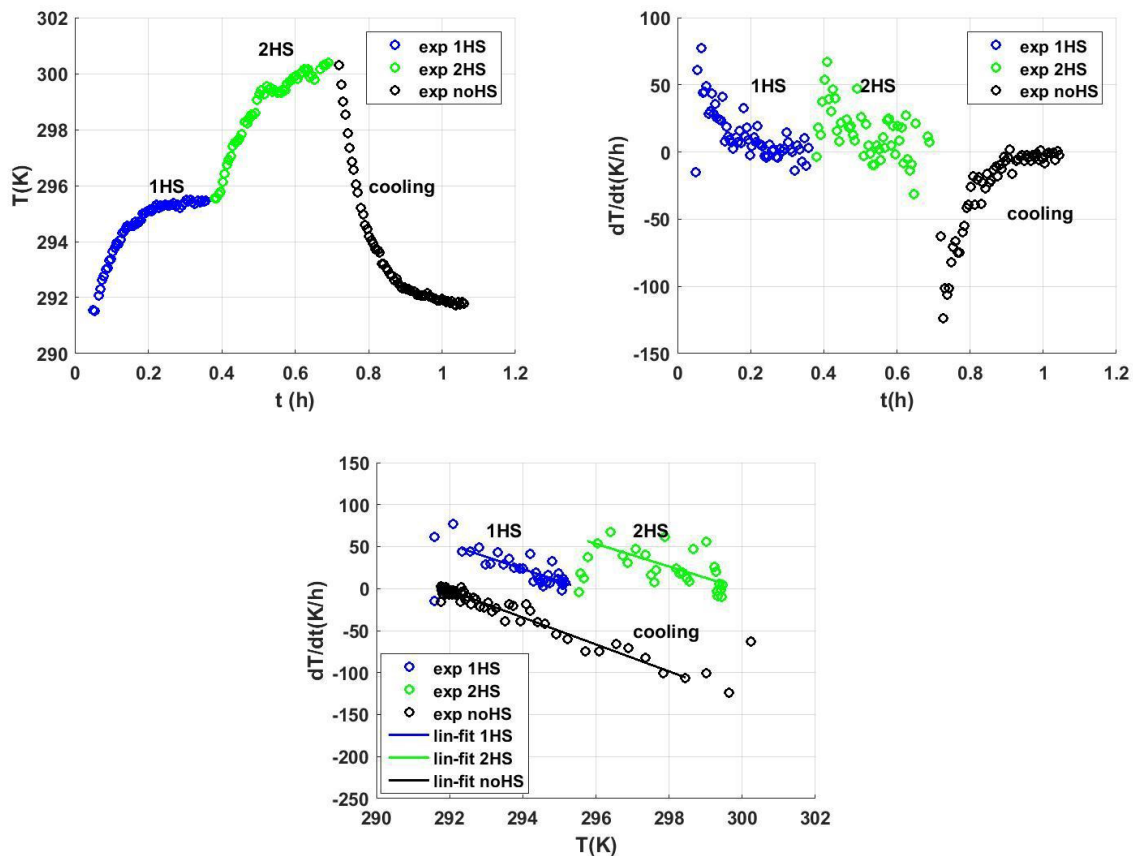 302
300
298
296
294
292
290
T(K)
0
0.2
0.4
0.6
0.8
1
1.2
t (h)
1HS
2HS
cooling
exp 1HS
exp 2HS
exp noHS
100
50
0
-50
-100
-150
dT/dt(K/h)
0
0.2
0.4
0.6
0.8
1
1.2
t(h)
1HS
2HS
cooling
exp 1HS
exp 2HS
exp noHS
150
100
50
0
-50
-100
-150
-200
-250
dT/dt(K/h)
290
292
294
296
298
300
302
T(K)
1HS
2HS
cooling
exp 1HS
exp 2HS
exp noHS
lin-fit 1HS
lin-fit 2HS
lin-fit noHS